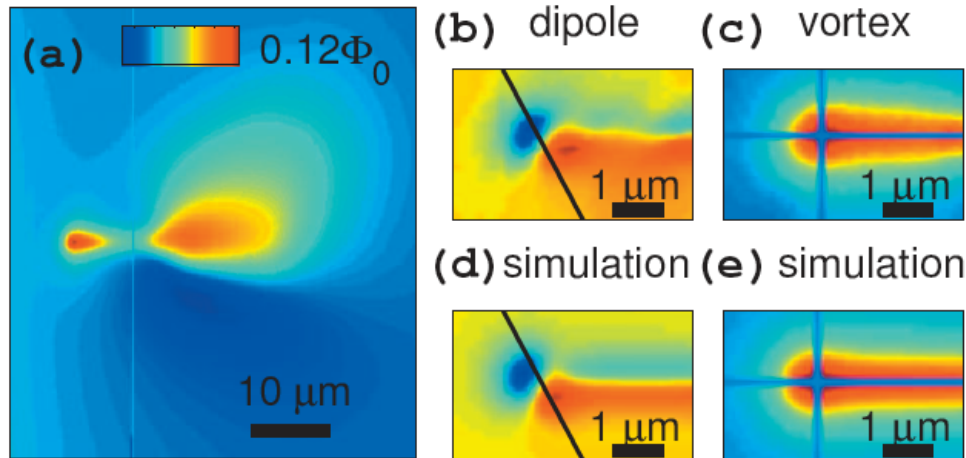 (a) 0.12Φ₀
10 μm
(b) dipole
1 μm
(c) vortex
1 μm
(d) simulation
1 μm
(e) simulation
1 μm